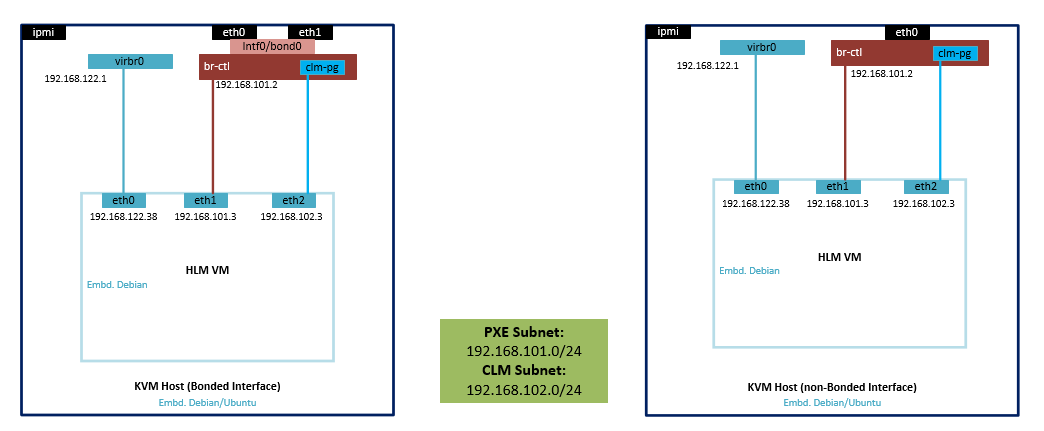 ipmi
eth0
eth1
Intf0/bond0
virbr0
br-ctl
clm-pg
192.168.122.1
192.168.101.2
eth0
eth1
eth2
192.168.122.38
192.168.101.3
192.168.102.3
HLM VM
Embd. Debian
KVM Host (Bonded Interface)
Embd. Debian/Ubuntu
PXE Subnet:
192.168.101.0/24
CLM Subnet:
192.168.102.0/24
ipmi
eth0
virbr0
br-ctl
clm-pg
192.168.122.1
192.168.101.2
eth0
eth1
eth2
192.168.122.38
192.168.101.3
192.168.102.3
HLM VM
Embd. Debian
KVM Host (non-Bonded Interface)
Embd. Debian/Ubuntu